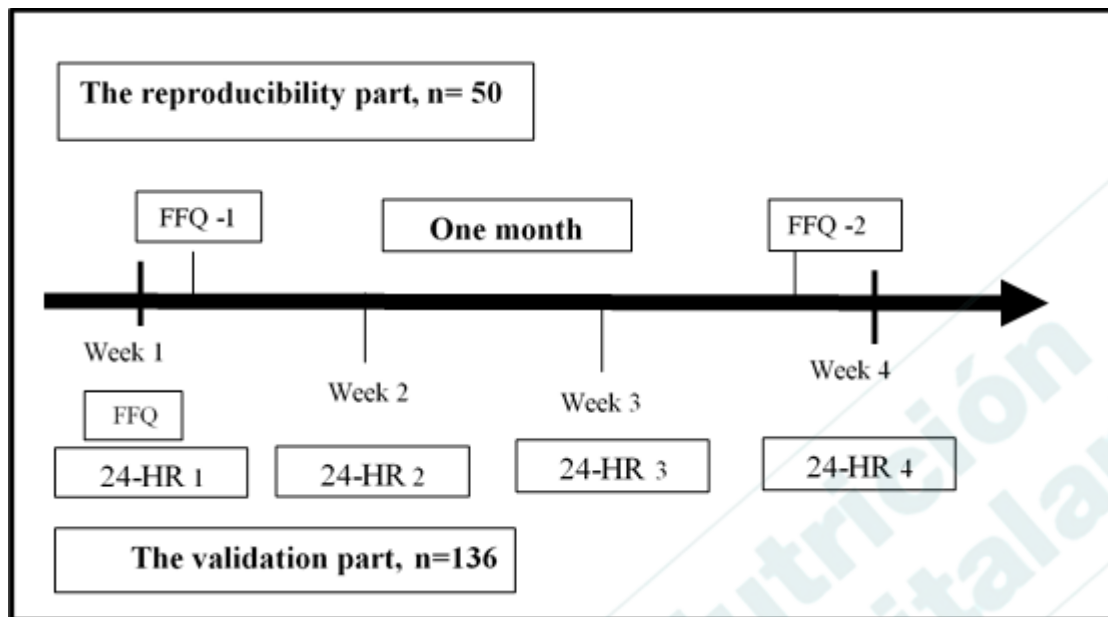 The reproducibility part, n= 50
FFQ -1
One month
FFQ -2
Week 1
Week 2
Week 3
Week 4
FFQ
24-HR 1
24-HR 2
24-HR 3
24-HR 4
The validation part, n=136